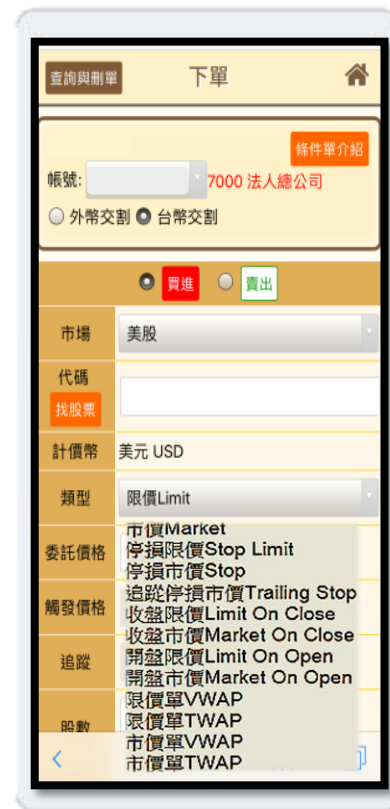 查詢與刪單 下單
條件單介紹
帳號: 7000 法人總公司
外幣交割 台幣交割
買進 賣出
市場 美股
代碼
找股票
計價幣 美元 USD
類型 限價Limit
市價Market
委託價格 停損限價Stop Limit
停損市價Stop
追蹤停損市價Trailing Stop
觸發價格 收盤限價Limit On Close
收盤市價Market On Close
追蹤 開盤限價Limit On Open
開盤市價Market On Open
限價單VWAP
股數 限價單TWAP
市價單VWAP
市價單TWAP